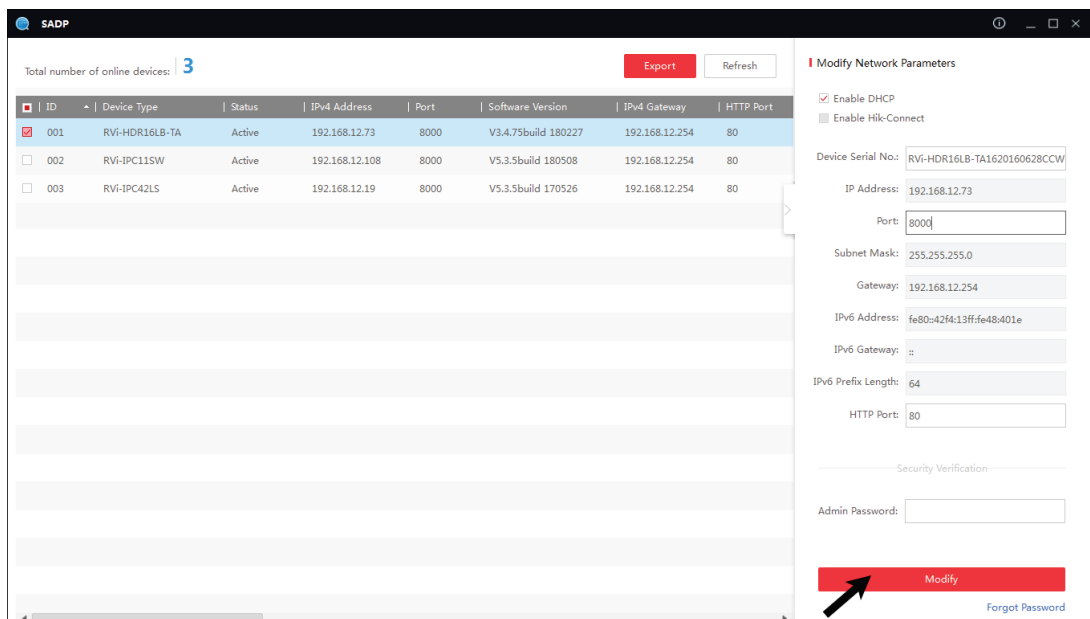 SADP
Total number of online devices: 3
Export
Refresh
ID Device Type Status IPv4 Address Port Software Version IPv4 Gateway HTTP Port
001 RVi-HDR16LB-TA Active 192.168.12.73 8000 V3.4.75build 180227 192.168.12.254 80
002 RVi-IPC11SW Active 192.168.12.108 8000 V5.3.5build 180508 192.168.12.254 80
003 RVi-IPC42LS Active 192.168.12.19 8000 V5.3.5build 170526 192.168.12.254 80
Modify Network Parameters
Enable DHCP
Enable Hik-Connect
Device Serial No.: RVi-HDR16LB-TA1620160628CCW
IP Address: 192.168.12.73
Port: 8000
Subnet Mask: 255.255.255.0
Gateway: 192.168.12.254
IPv6 Address: fe80::42f4:13ff:fe48:401e
IPv6 Gateway: ::
IPv6 Prefix Length: 64
HTTP Port: 80
Security Verification
Admin Password:
Modify
Forgot Password